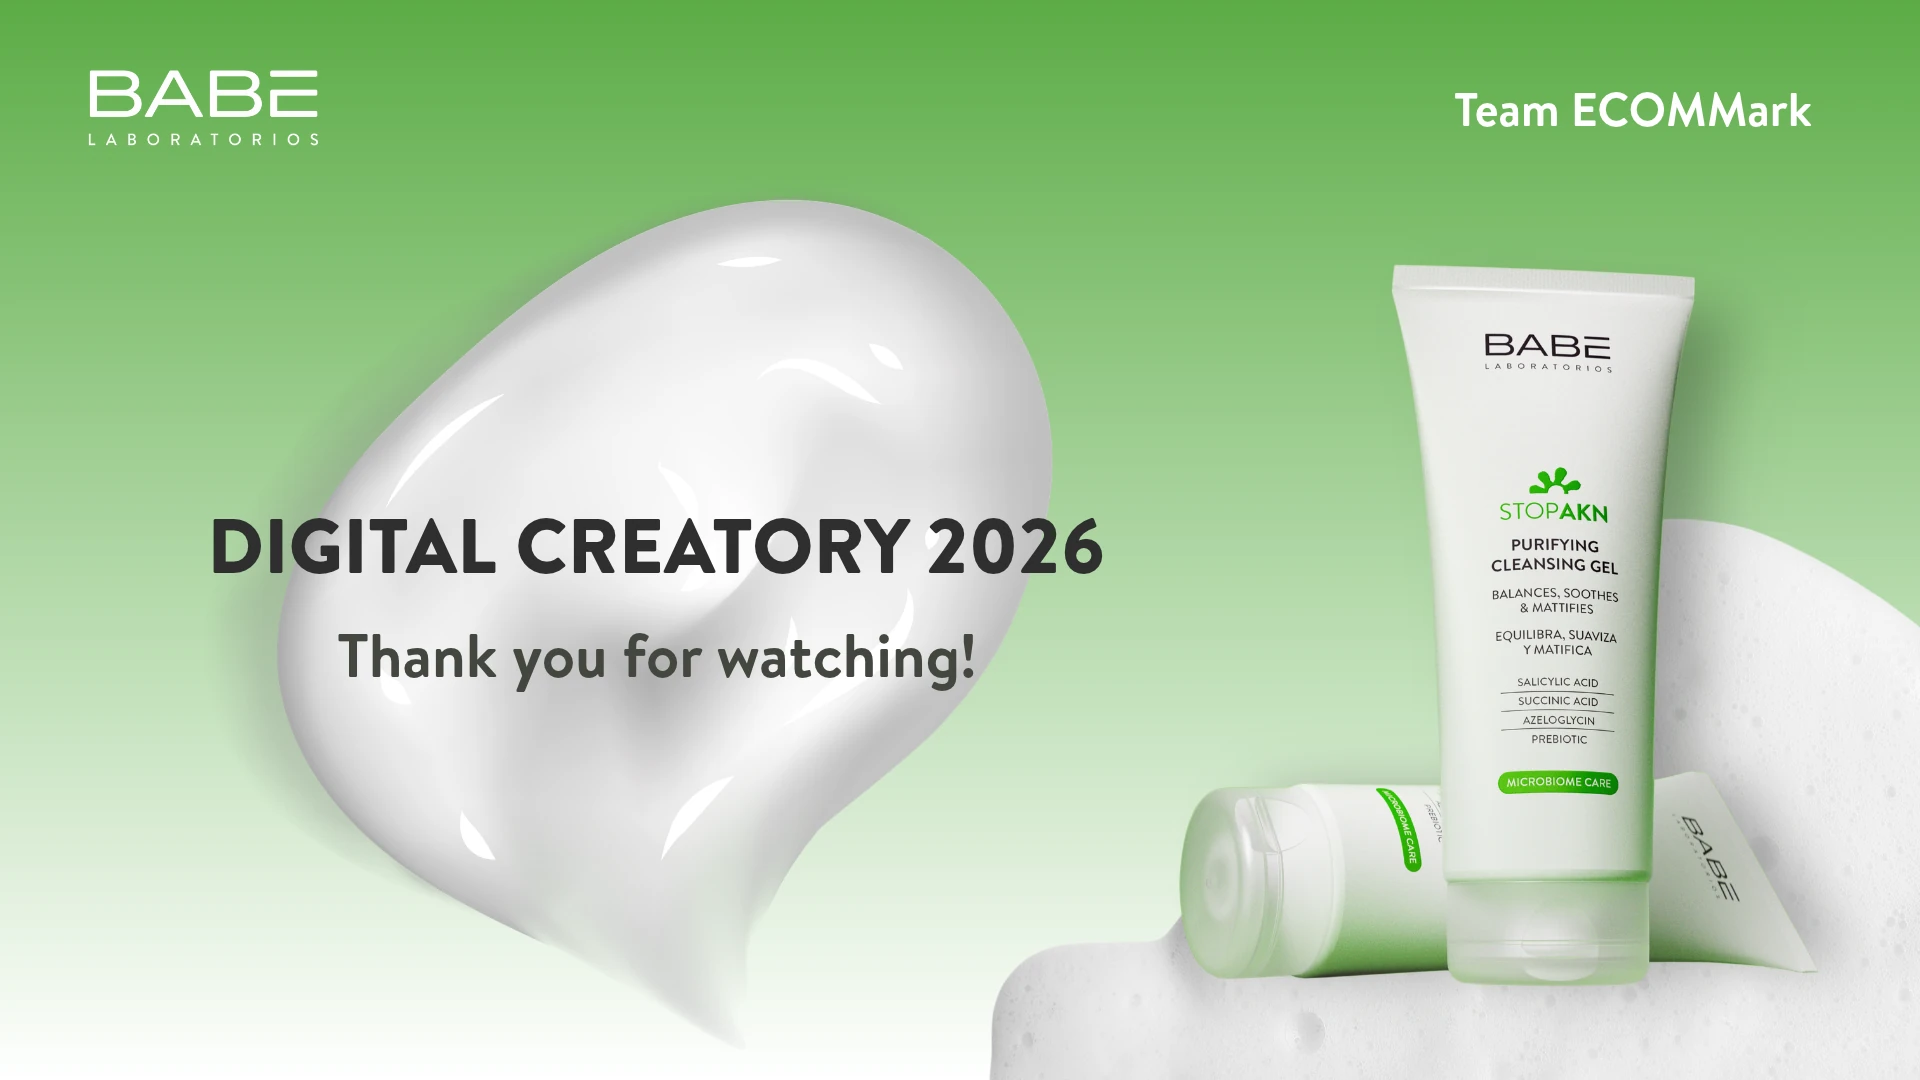 BABE
LABORATORIOS
Team ECOMMark
DIGITAL CREATORY 2026
Thank you for watching!
BABE
LABORATORIOS
STOPAKN
PURIFYING
CLEANSING GEL
BALANCES, SOOTHES
& MATTIFIES
EQUILIBRA, SUAVIZA
Y MATIFICA
SALICYLIC ACID
SUCCINIC ACID
AZELOGLYCIN
PREBIOTIC
MICROBIOME CARE
MICROBIOME CARE
PREBIOTIC
BABE
LABORATORIOS